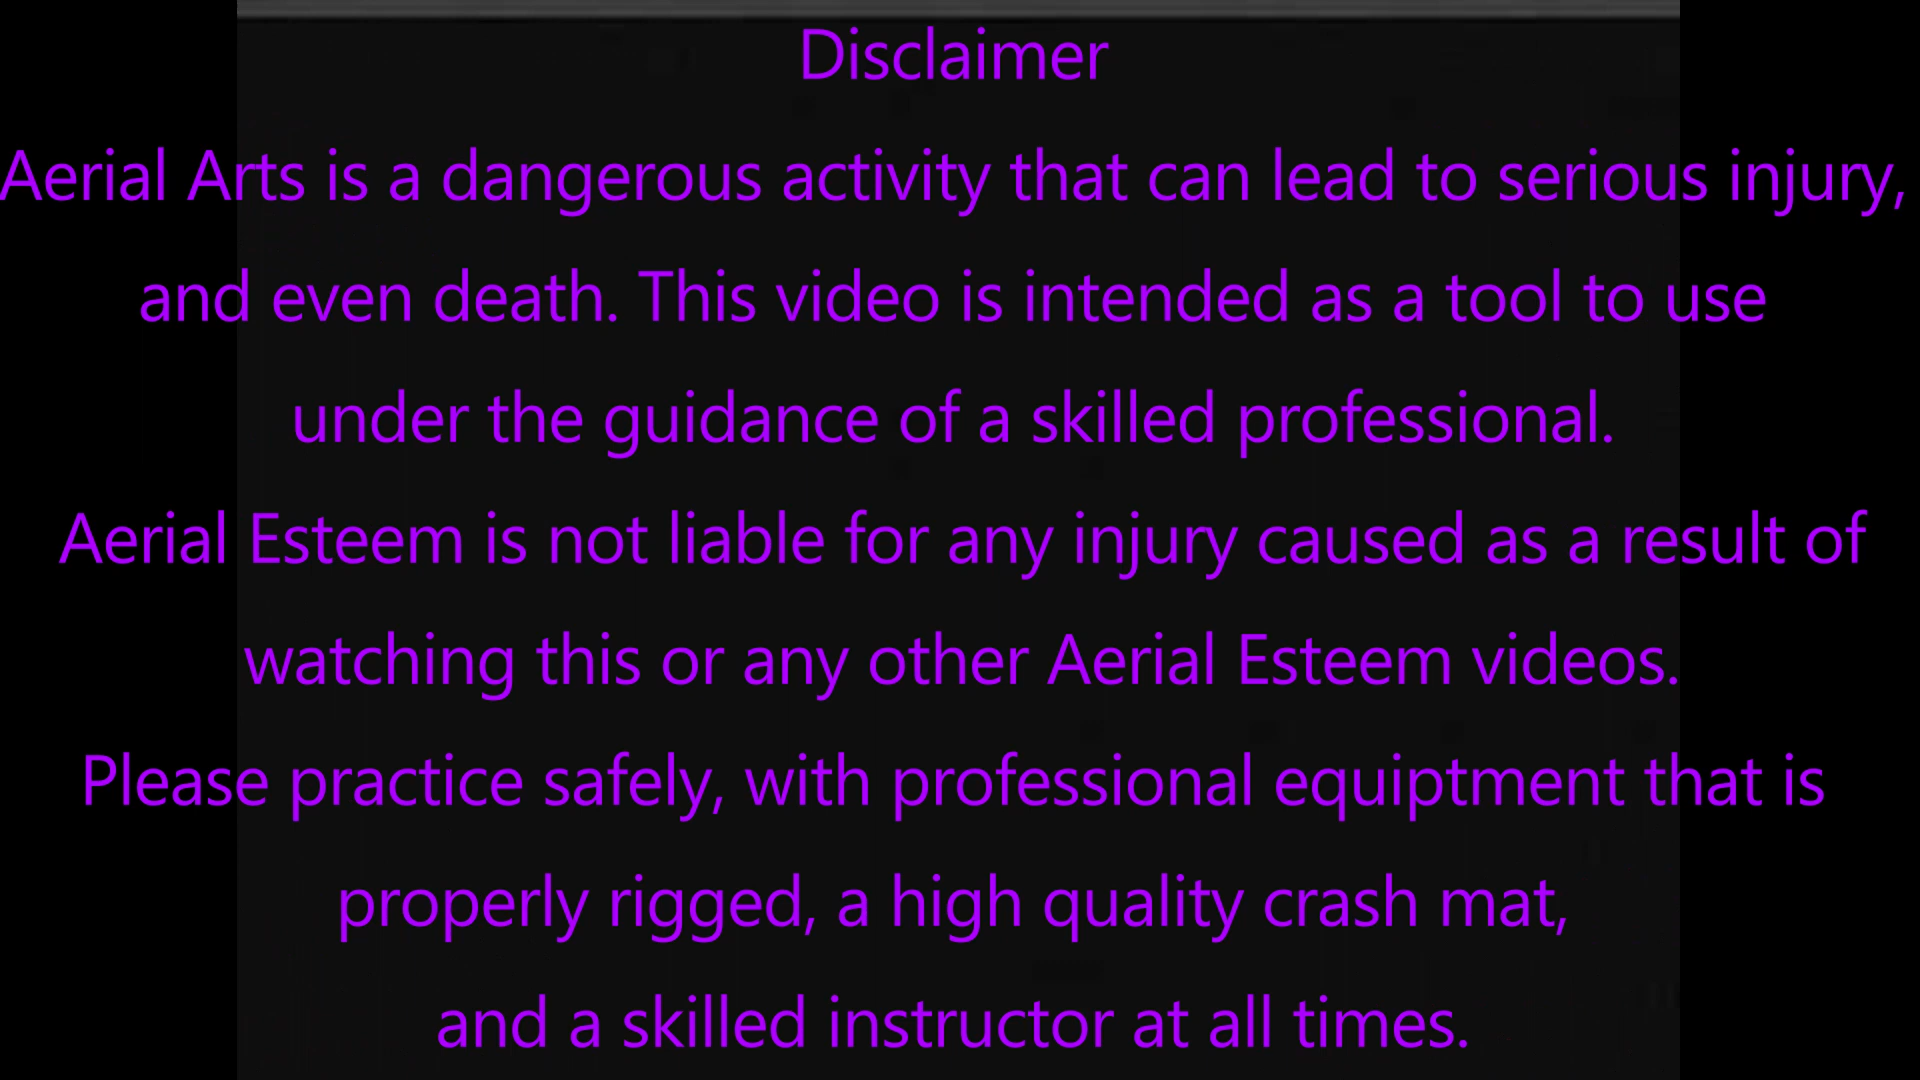 Disclaimer
Aerial Arts is a dangerous activity that can lead to serious injury,
and even death. This video is intended as a tool to use
under the guidance of a skilled professional.
Aerial Esteem is not liable for any injury caused as a result of
watching this or any other Aerial Esteem videos.
Please practice safely, with professional equiptment that is
properly rigged, a high quality crash mat,
and a skilled instructor at all times.